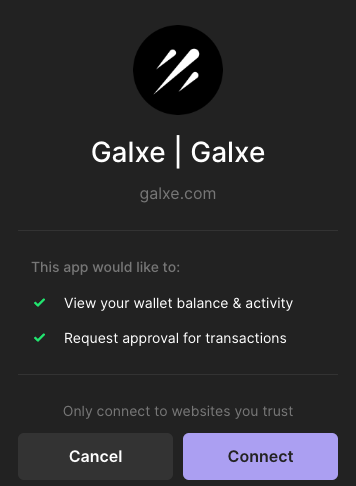 Galxe | Galxe
galxe.com
This app would like to:
View your wallet balance & activity
Request approval for transactions
Only connect to websites you trust
Cancel
Connect